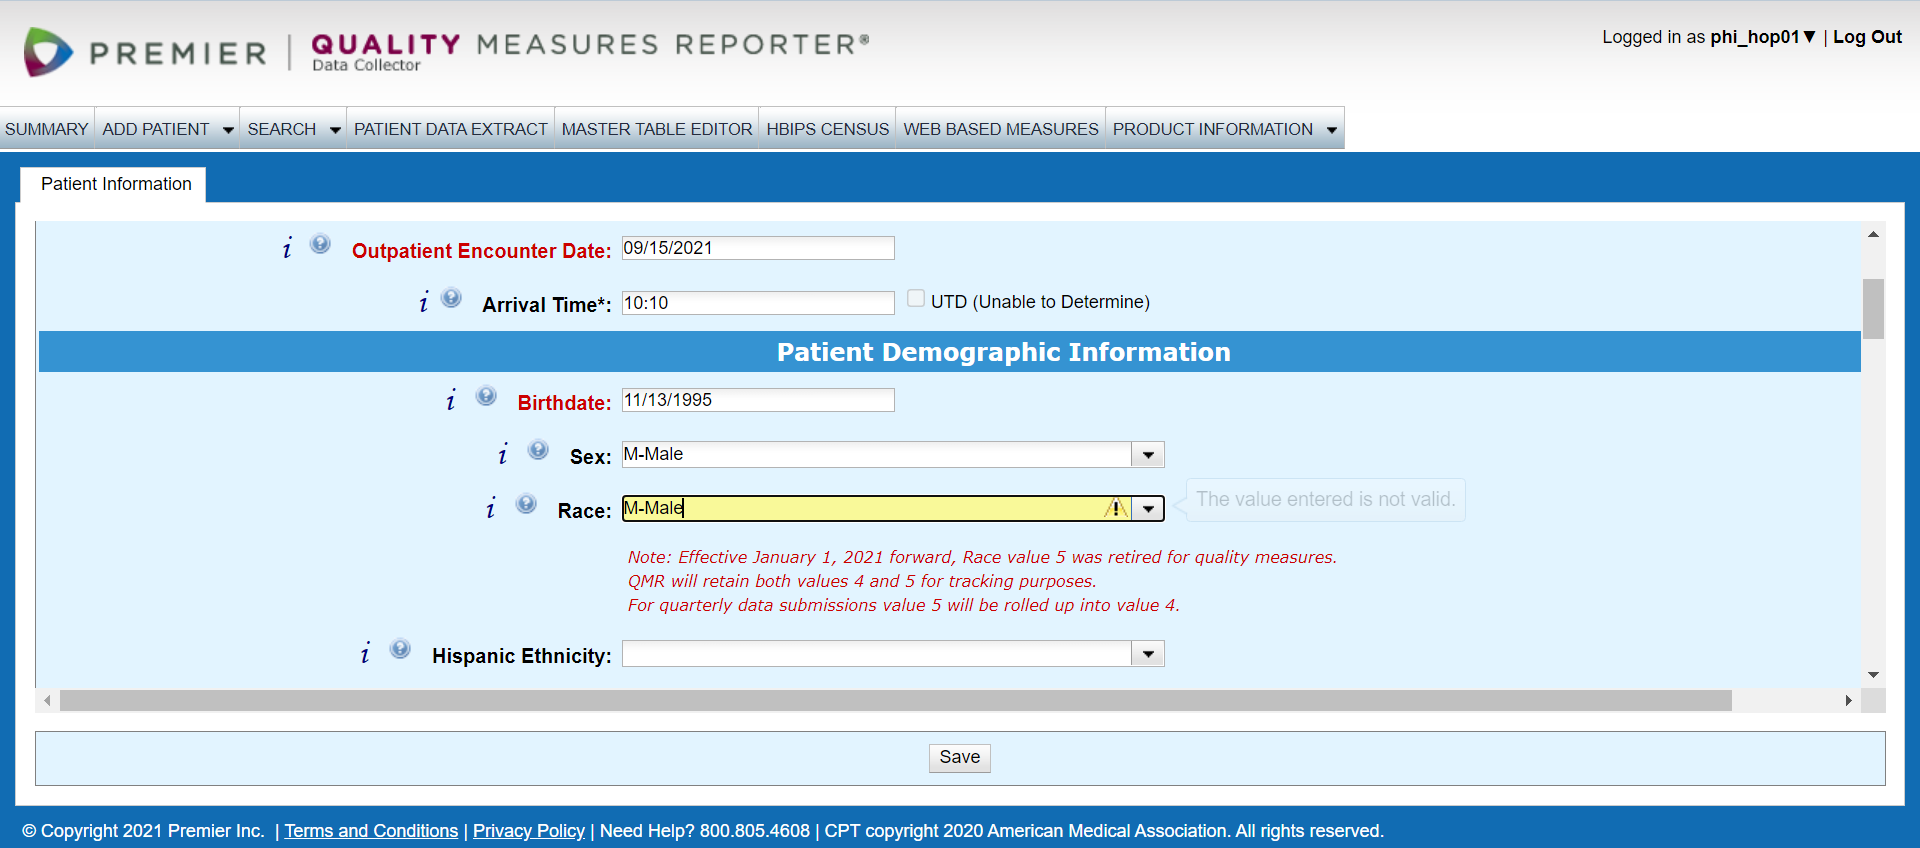 PREMIER | QUALITY MEASURES REPORTER®
Data Collector
Logged in as phi_hop01▼ | Log Out
SUMMARY ADD PATIENT SEARCH PATIENT DATA EXTRACT MASTER TABLE EDITOR HBIPS CENSUS WEB BASED MEASURES PRODUCT INFORMATION
Patient Information
i ? Outpatient Encounter Date: 09/15/2021
i ? Arrival Time*: 10:10 UTD (Unable to Determine)
Patient Demographic Information
i ? Birthdate: 11/13/1995
i ? Sex: M-Male
i ? Race: M-Male ! The value entered is not valid.
Note: Effective January 1, 2021 forward, Race value 5 was retired for quality measures.
QMR will retain both values 4 and 5 for tracking purposes.
For quarterly data submissions value 5 will be rolled up into value 4.
i ? Hispanic Ethnicity:
Save
© Copyright 2021 Premier Inc. | Terms and Conditions | Privacy Policy | Need Help? 800.805.4608 | CPT copyright 2020 American Medical Association. All rights reserved.